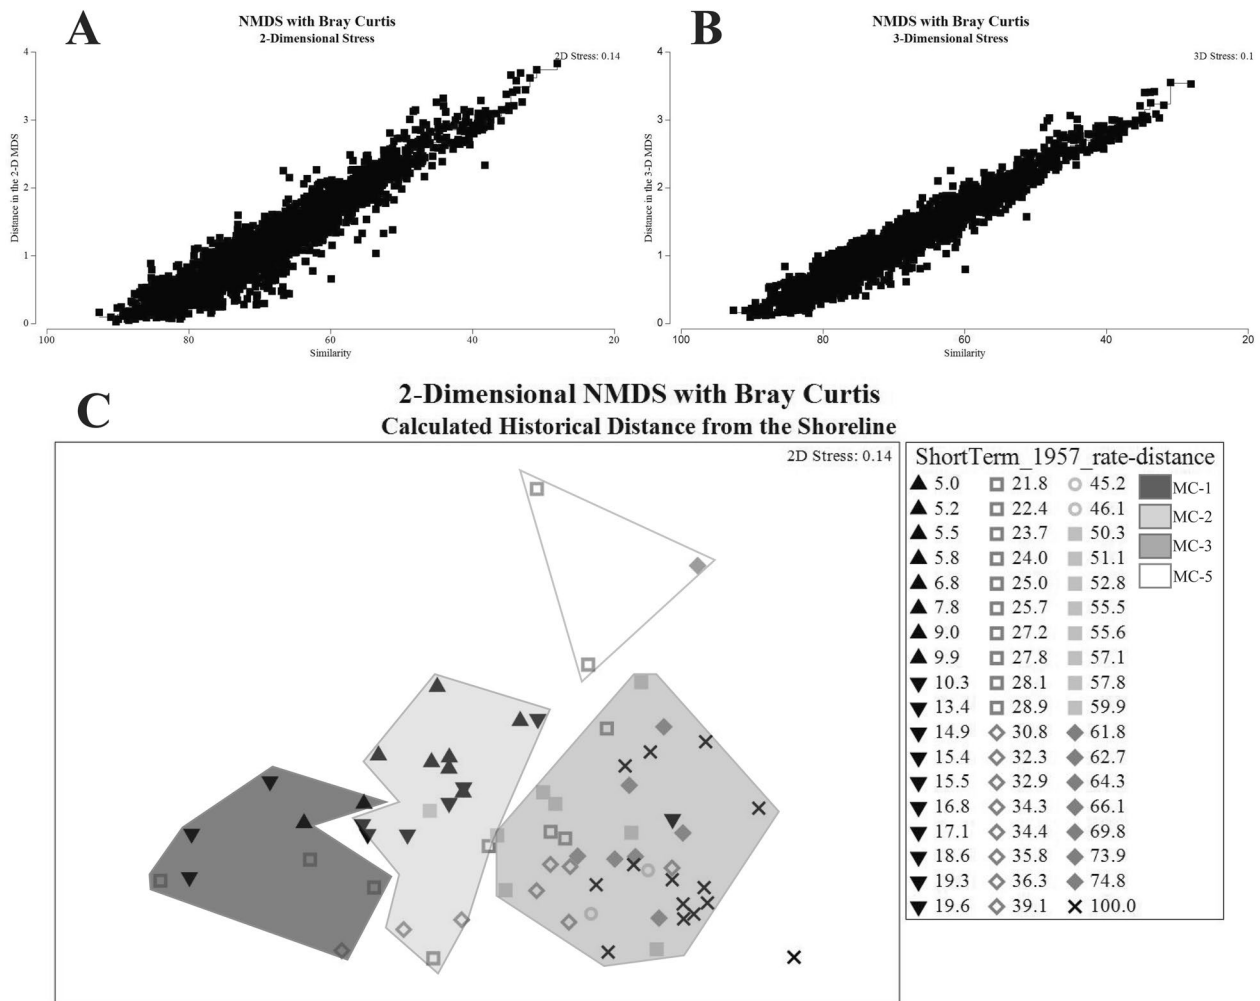 A
NMDS with Bray Curtis
2-Dimensional Stress
2D Stress: 0.14
Distance in the 2-D MDS
4
3
2
1
0
100 80 60 40 20
Similarity
B
NMDS with Bray Curtis
3-Dimensional Stress
3D Stress: 0.1
Distance in the 3-D MDS
4
3
2
1
0
100 80 60 40 20
Similarity
C
2-Dimensional NMDS with Bray Curtis
Calculated Historical Distance from the Shoreline
2D Stress: 0.14
ShortTerm_1957_rate-distance
5.0 21.8 45.2 MC-1
5.2 22.4 46.1 MC-2
5.5 23.7 50.3 MC-3
5.8 24.0 51.1 MC-5
6.8 25.0 52.8
7.8 25.7 55.5
9.0 27.2 55.6
9.9 27.8 57.1
10.3 28.1 57.8
13.4 28.9 59.9
14.9 30.8 61.8
15.4 32.3 62.7
15.5 32.9 64.3
16.8 34.3 66.1
17.1 34.4 69.8
18.6 35.8 73.9
19.3 36.3 74.8
19.6 39.1 100.0